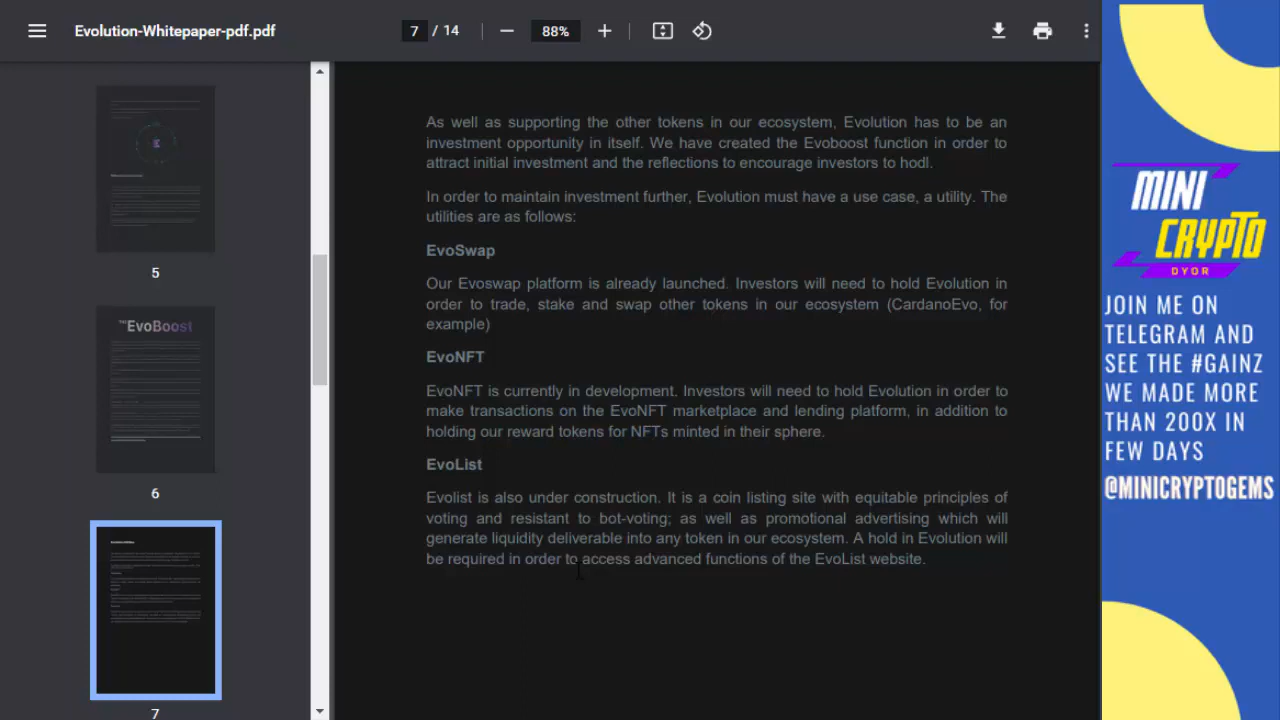 Evolution-Whitepaper-pdf.pdf
7 / 14
88%
5
THE EvoBoost
6
7
As well as supporting the other tokens in our ecosystem, Evolution has to be an
investment opportunity in itself. We have created the Evoboost function in order to
attract initial investment and the reflections to encourage investors to hodl.
In order to maintain investment further, Evolution must have a use case, a utility. The
utilities are as follows:
EvoSwap
Our Evoswap platform is already launched. Investors will need to hold Evolution in
order to trade, stake and swap other tokens in our ecosystem (CardanoEvo, for
example)
EvoNFT
EvoNFT is currently in development. Investors will need to hold Evolution in order to
make transactions on the EvoNFT marketplace and lending platform, in addition to
holding our reward tokens for NFTs minted in their sphere.
EvoList
Evolist is also under construction. It is a coin listing site with equitable principles of
voting and resistant to bot-voting; as well as promotional advertising which will
generate liquidity deliverable into any token in our ecosystem. A hold in Evolution will
be required in order to access advanced functions of the EvoList website.
MINI
CRYPTO
DYOR
JOIN ME ON
TELEGRAM AND
SEE THE #GAINZ
WE MADE MORE
THAN 200X IN
FEW DAYS
@MINICRYPTOGEMS